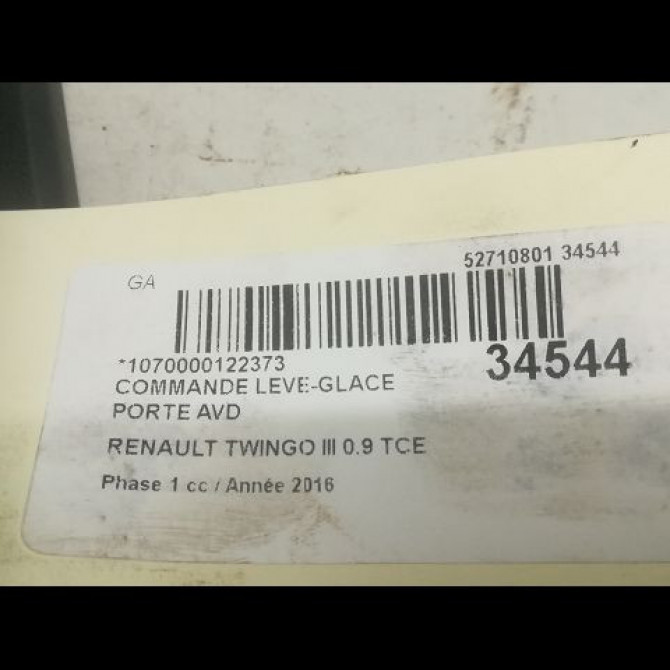 GA
52710801 34544
*1070000122373
34544
COMMANDE LEVE-GLACE
PORTE AVD
RENAULT TWINGO III 0.9 TCE
Phase 1 cc / Année 2016